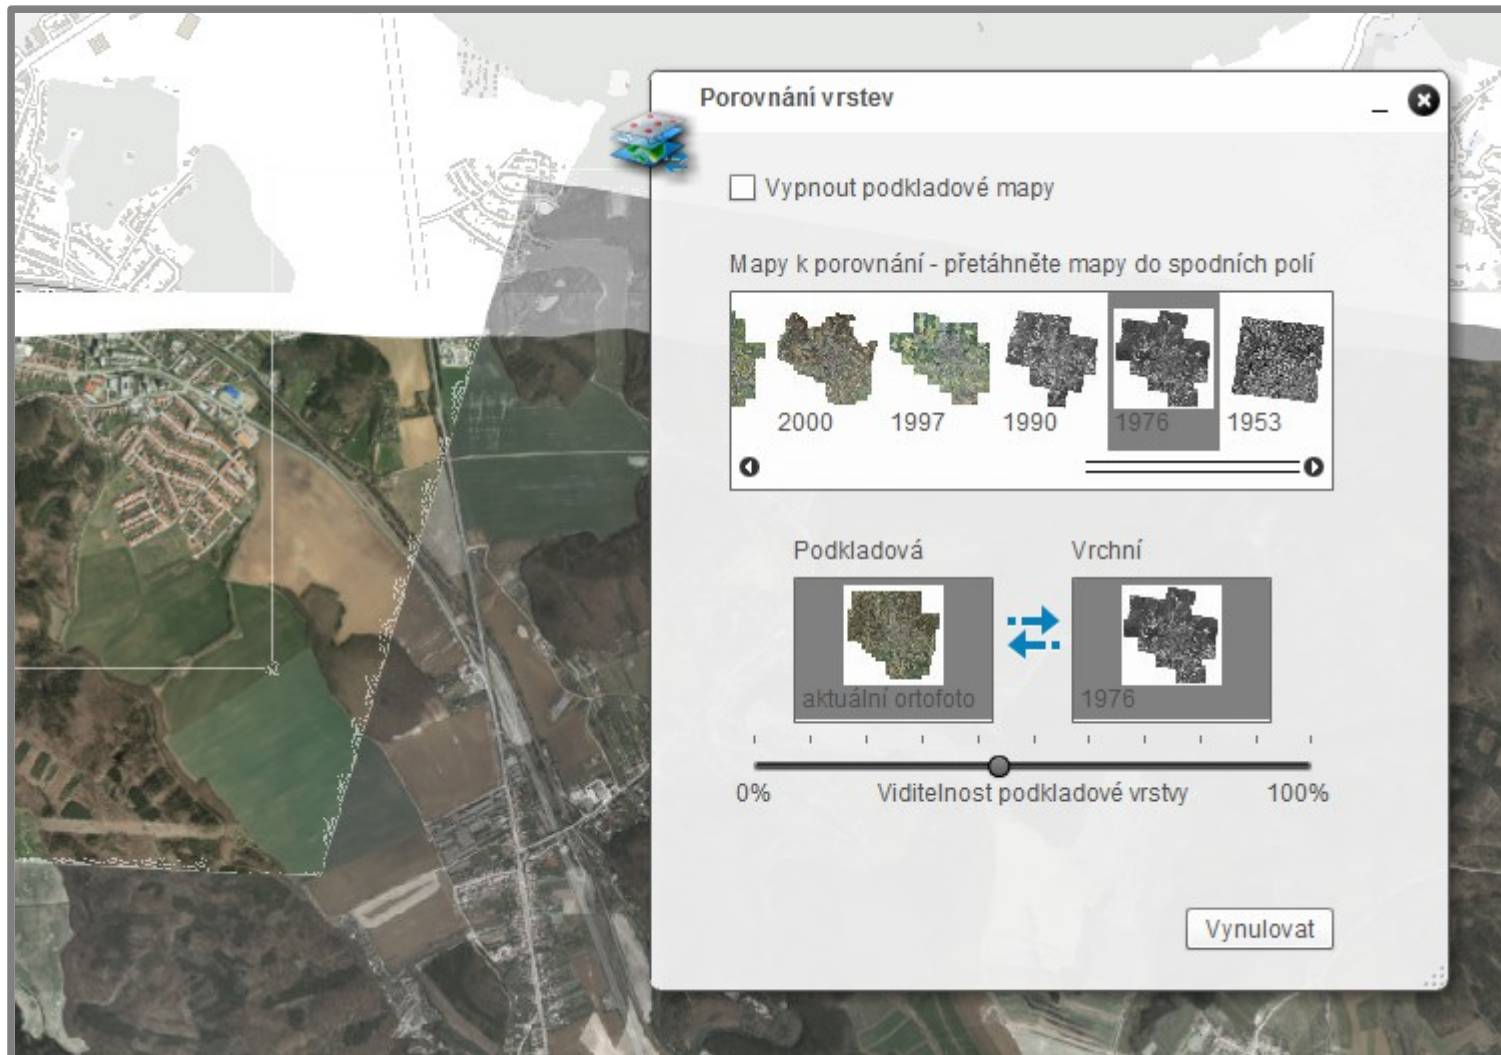 Porovnání vrstev
Vypnout podkladové mapy
Mapy k porovnání - přetáhněte mapy do spodních polí
2000 1997 1990 1976 1953
Podkladová Vrchní
aktuální ortofoto 1976
0% Viditelnost podkladové vrstvy 100%
Vynulovat